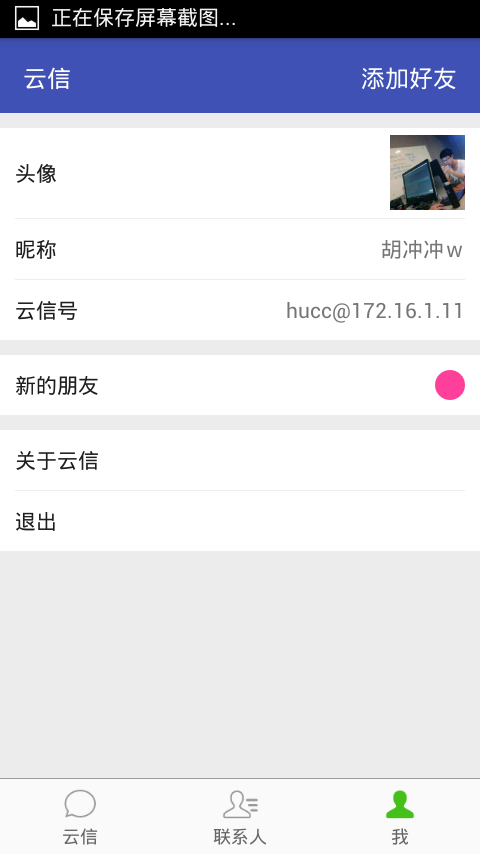 正在保存屏幕截图...
云信 添加好友
头像
昵称 胡冲冲w
云信号 hucc@172.16.1.11
新的朋友
关于云信
退出
云信 联系人 我